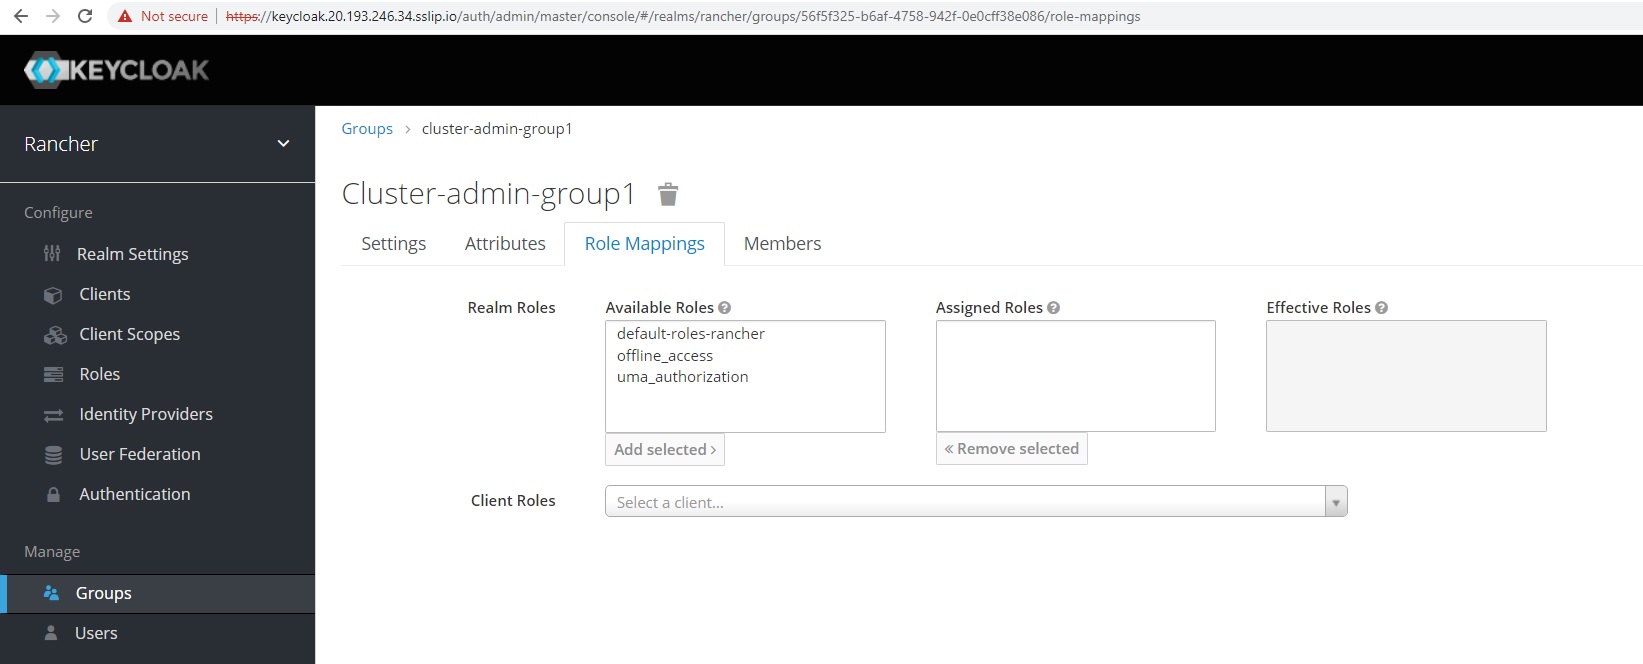 Not secure https://keycloak.20.193.246.34.sslip.io/auth/admin/master/console/#/realms/rancher/groups/56f5f325-b6af-4758-942f-0e0cff38e086/role-mappings
KEYCLOAK
Rancher
Configure
Realm Settings
Clients
Client Scopes
Roles
Identity Providers
User Federation
Authentication
Manage
Groups
Users
Groups > cluster-admin-group1
Cluster-admin-group1
Settings Attributes Role Mappings Members
Realm Roles Available Roles Assigned Roles Effective Roles
default-roles-rancher
offline_access
uma_authorization
Add selected > « Remove selected
Client Roles Select a client...